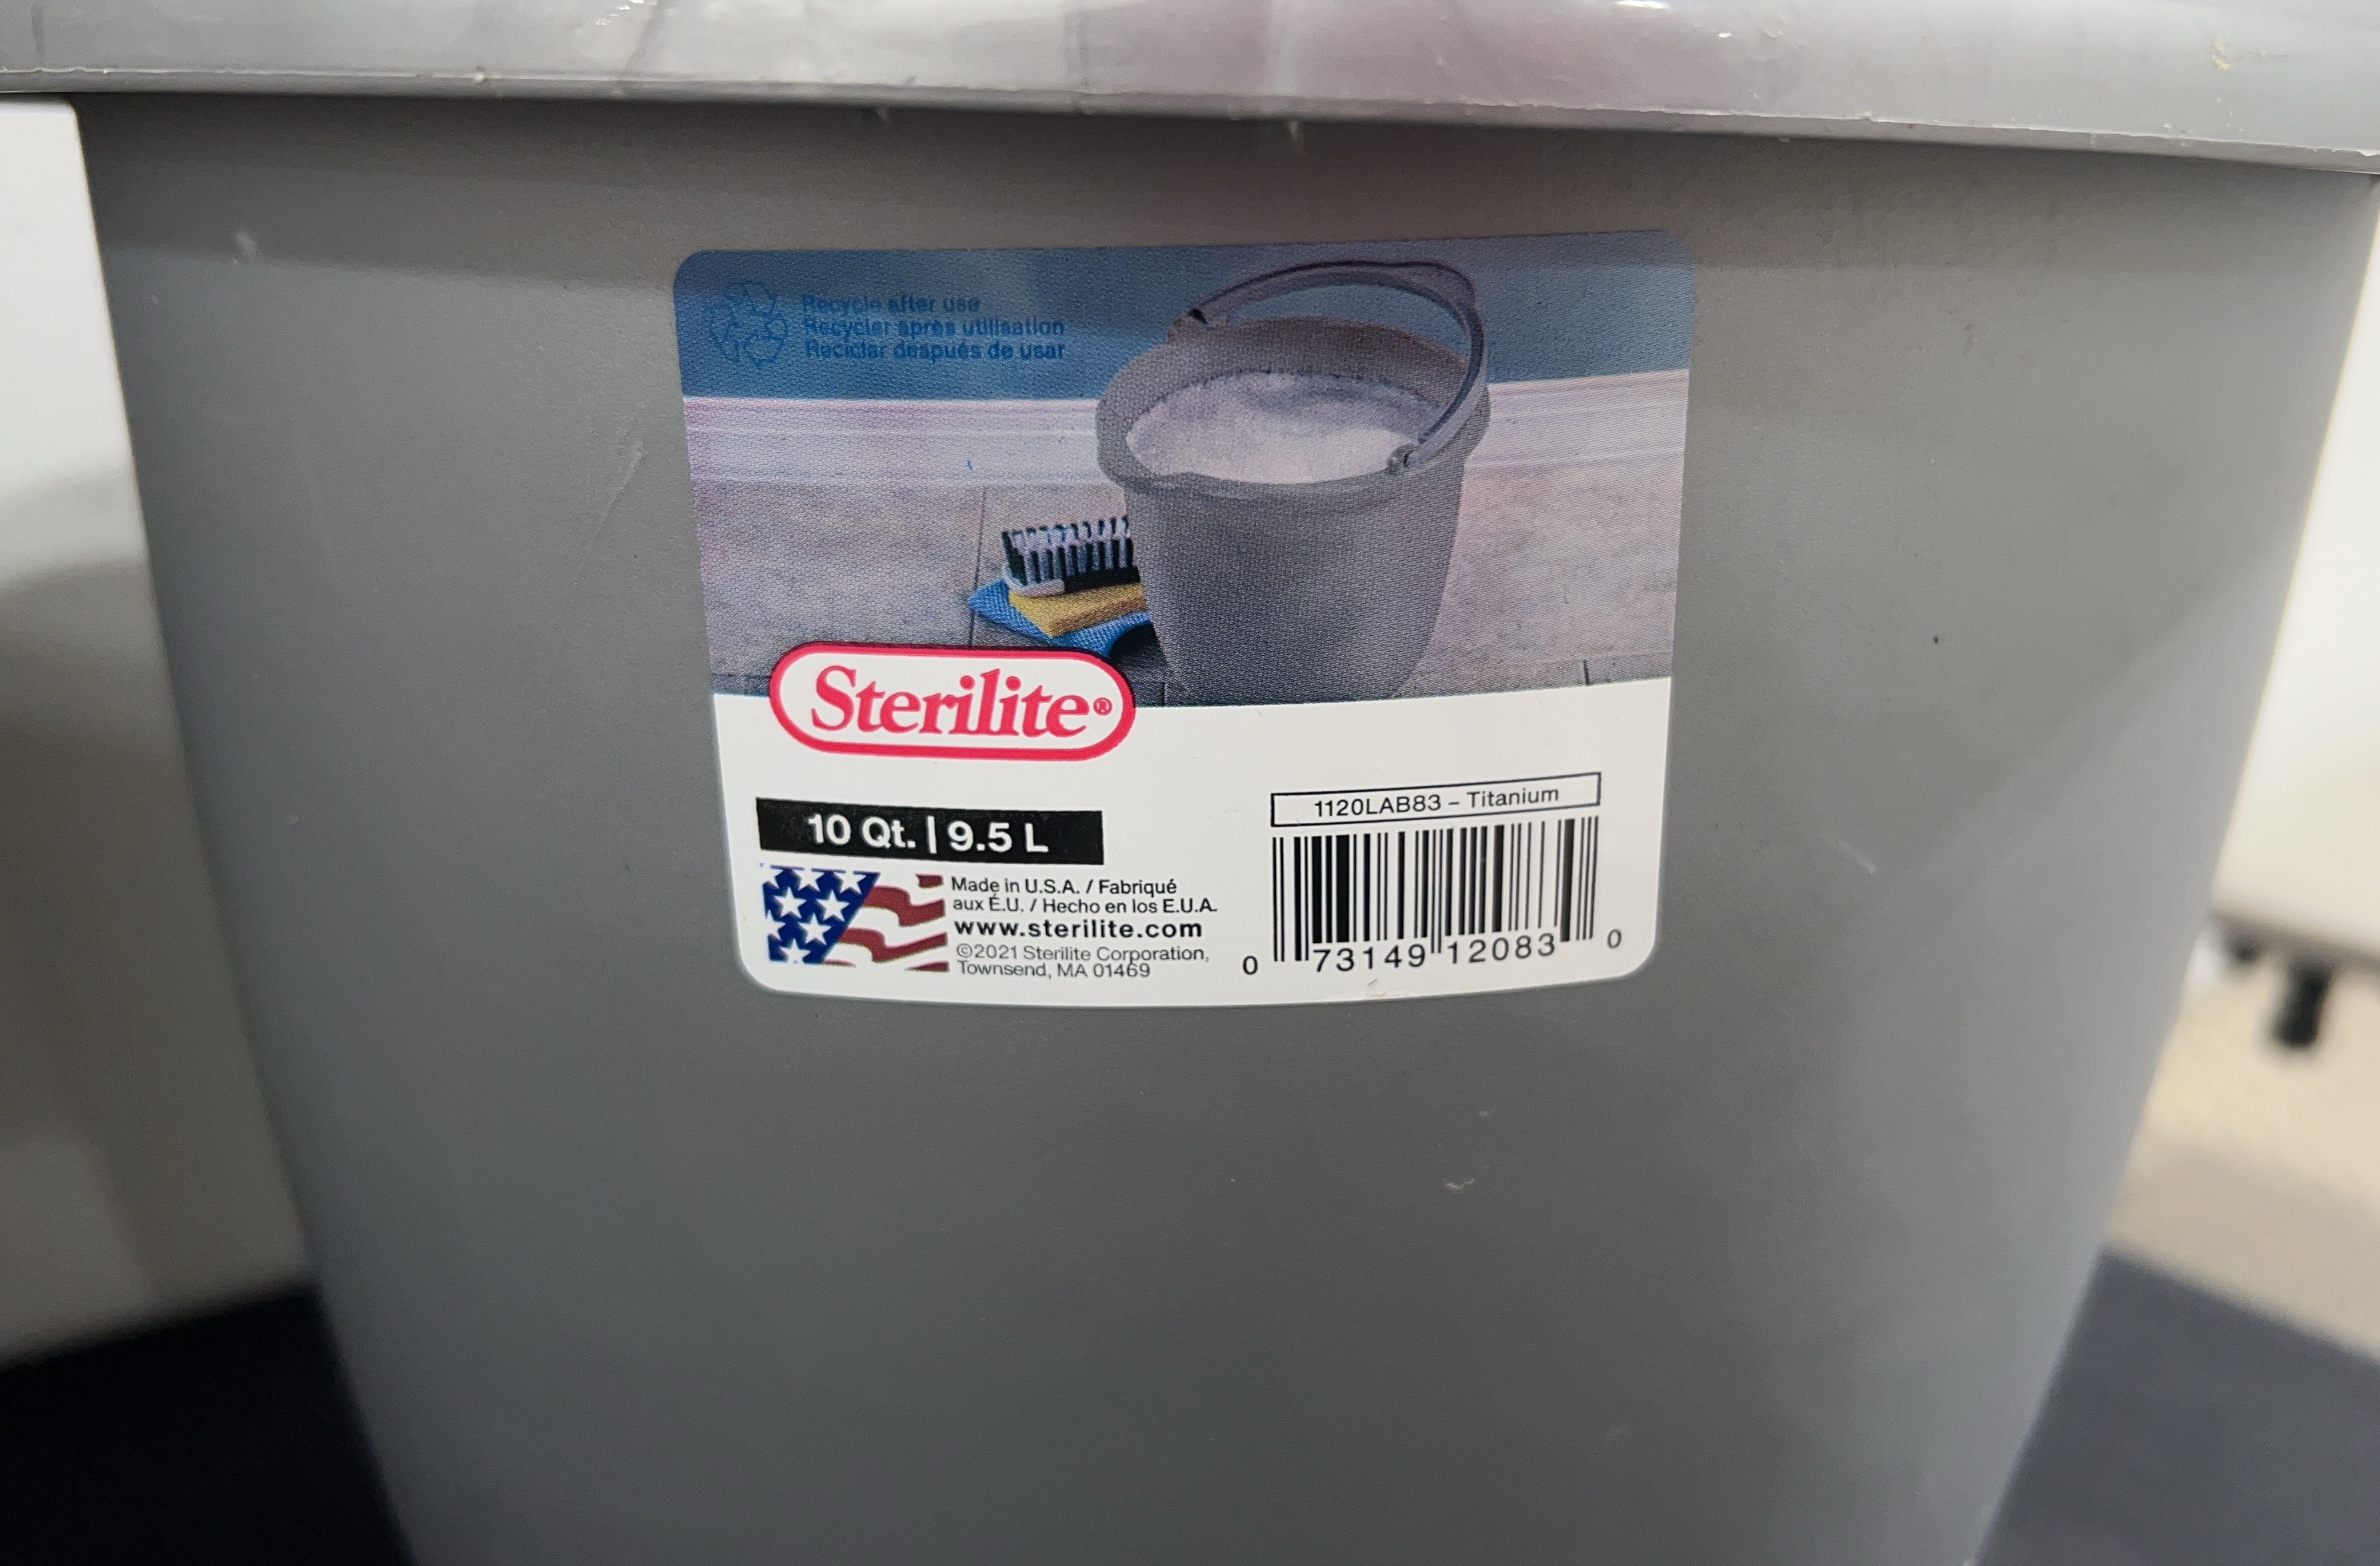 Recycle after use
Recycler après utilisation
Reciclar después de usar
Sterilite®
10 Qt. | 9.5 L
Made in U.S.A. / Fabriqué
aux É.U. / Hecho en los E.U.A.
www.sterilite.com
©2021 Sterilite Corporation,
Townsend, MA 01469
1120LAB83 – Titanium
0 73149 12083 0